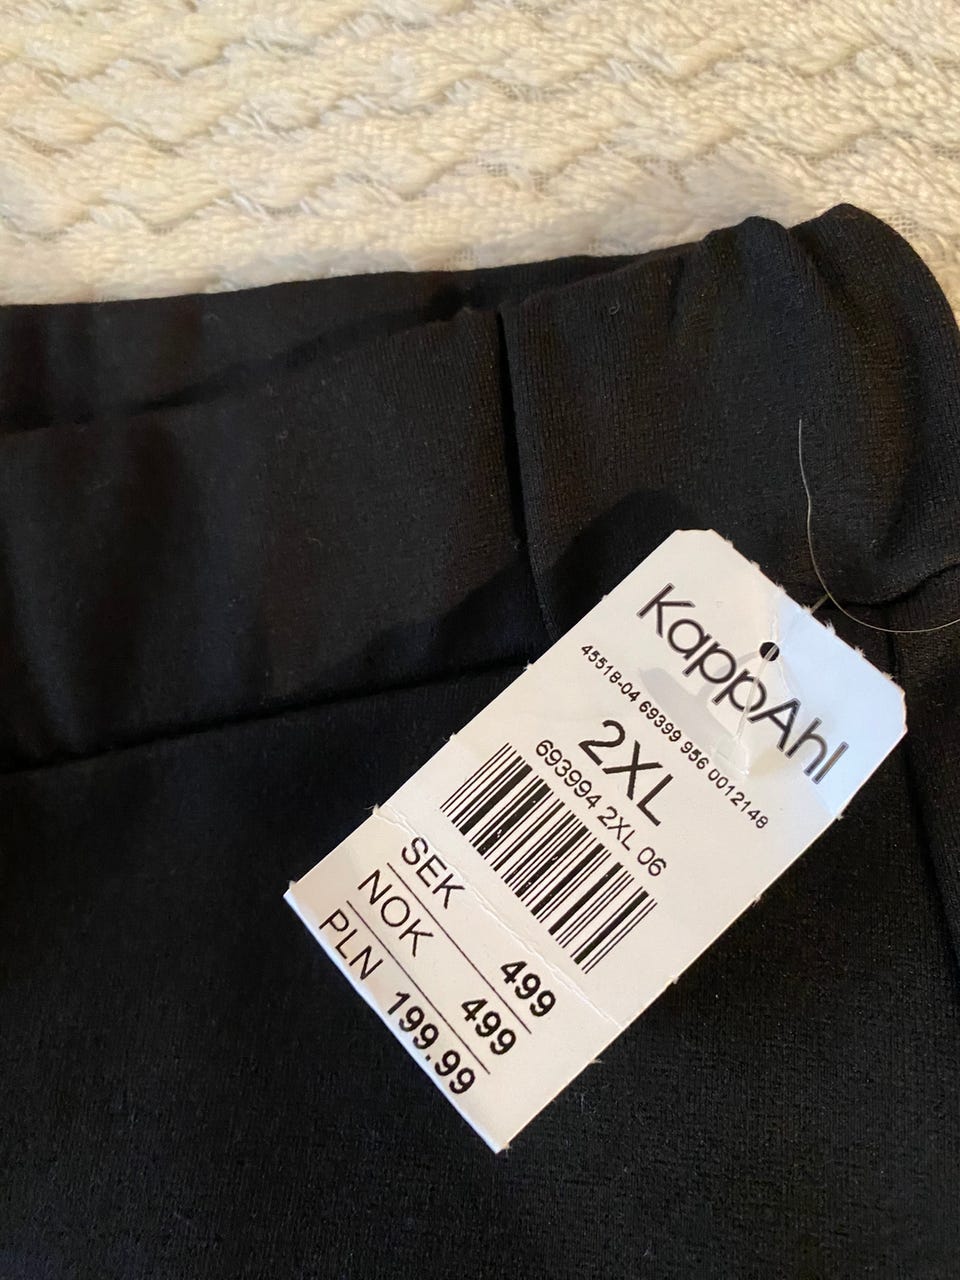 KappAhl
45518-04 69399 956 0012148
2XL
693994 2XL 06
SEK 499
NOK 499
PLN 199.99